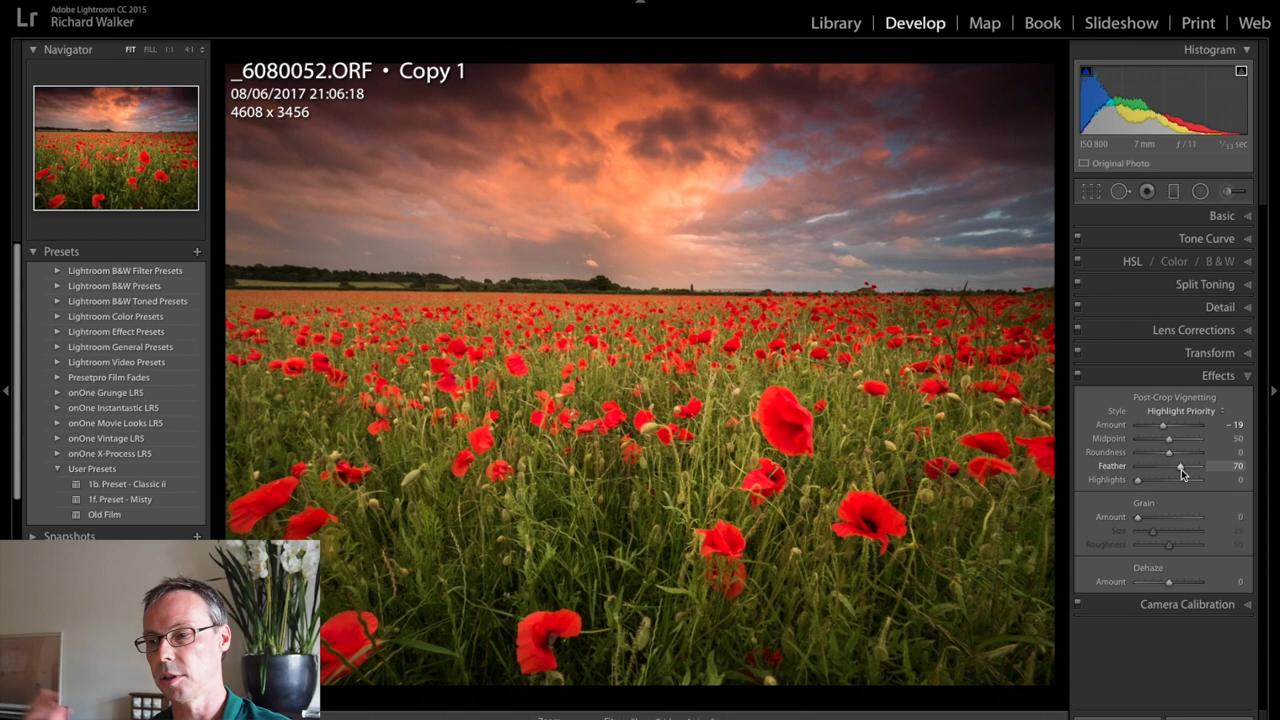 Lr
Adobe Lightroom CC 2015
Richard Walker
Library | Develop | Map | Book | Slideshow | Print | Web
Navigator FIT FILL 1:1 4:1
Presets +
Lightroom B&W Filter Presets
Lightroom B&W Presets
Lightroom B&W Toned Presets
Lightroom Color Presets
Lightroom Effect Presets
Lightroom General Presets
Lightroom Video Presets
Presetpro Film Fades
onOne Grunge LR5
onOne Instantastic LR5
onOne Movie Looks LR5
onOne Vintage LR5
onOne X-Process LR5
User Presets
1b. Preset - Classic ii
1f. Preset - Misty
Old Film
Snapshots +
_6080052.ORF • Copy 1
08/06/2017 21:06:18
4608 x 3456
Histogram
ISO 800 7 mm ƒ / 11 1/13 sec
Original Photo
Basic
Tone Curve
HSL / Color / B & W
Split Toning
Detail
Lens Corrections
Transform
Effects
Post-Crop Vignetting
Style Highlight Priority
Amount − 19
Midpoint 50
Roundness 0
Feather 70
Highlights 0
Grain
Amount 0
Size 25
Roughness 50
Dehaze
Amount 0
Camera Calibration